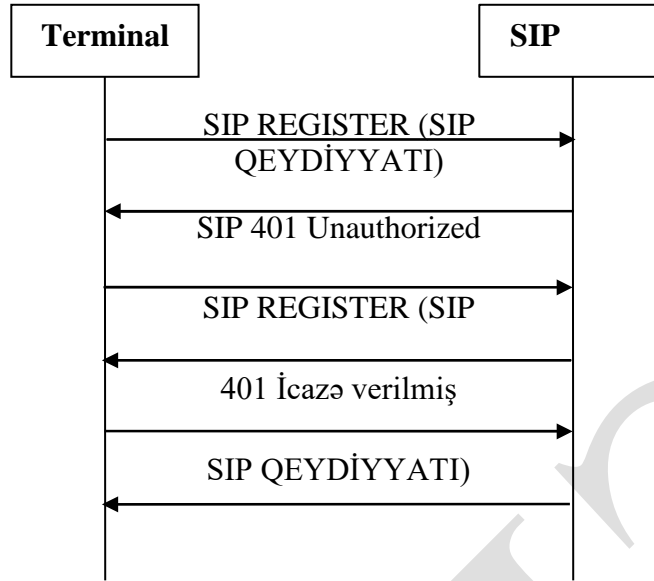 Terminal
SIP
SIP REGISTER (SIP
QEYDİYYATI)
SIP 401 Unauthorized
SIP REGISTER (SIP
401 İcazə verilmiş
SIP QEYDİYYATI)